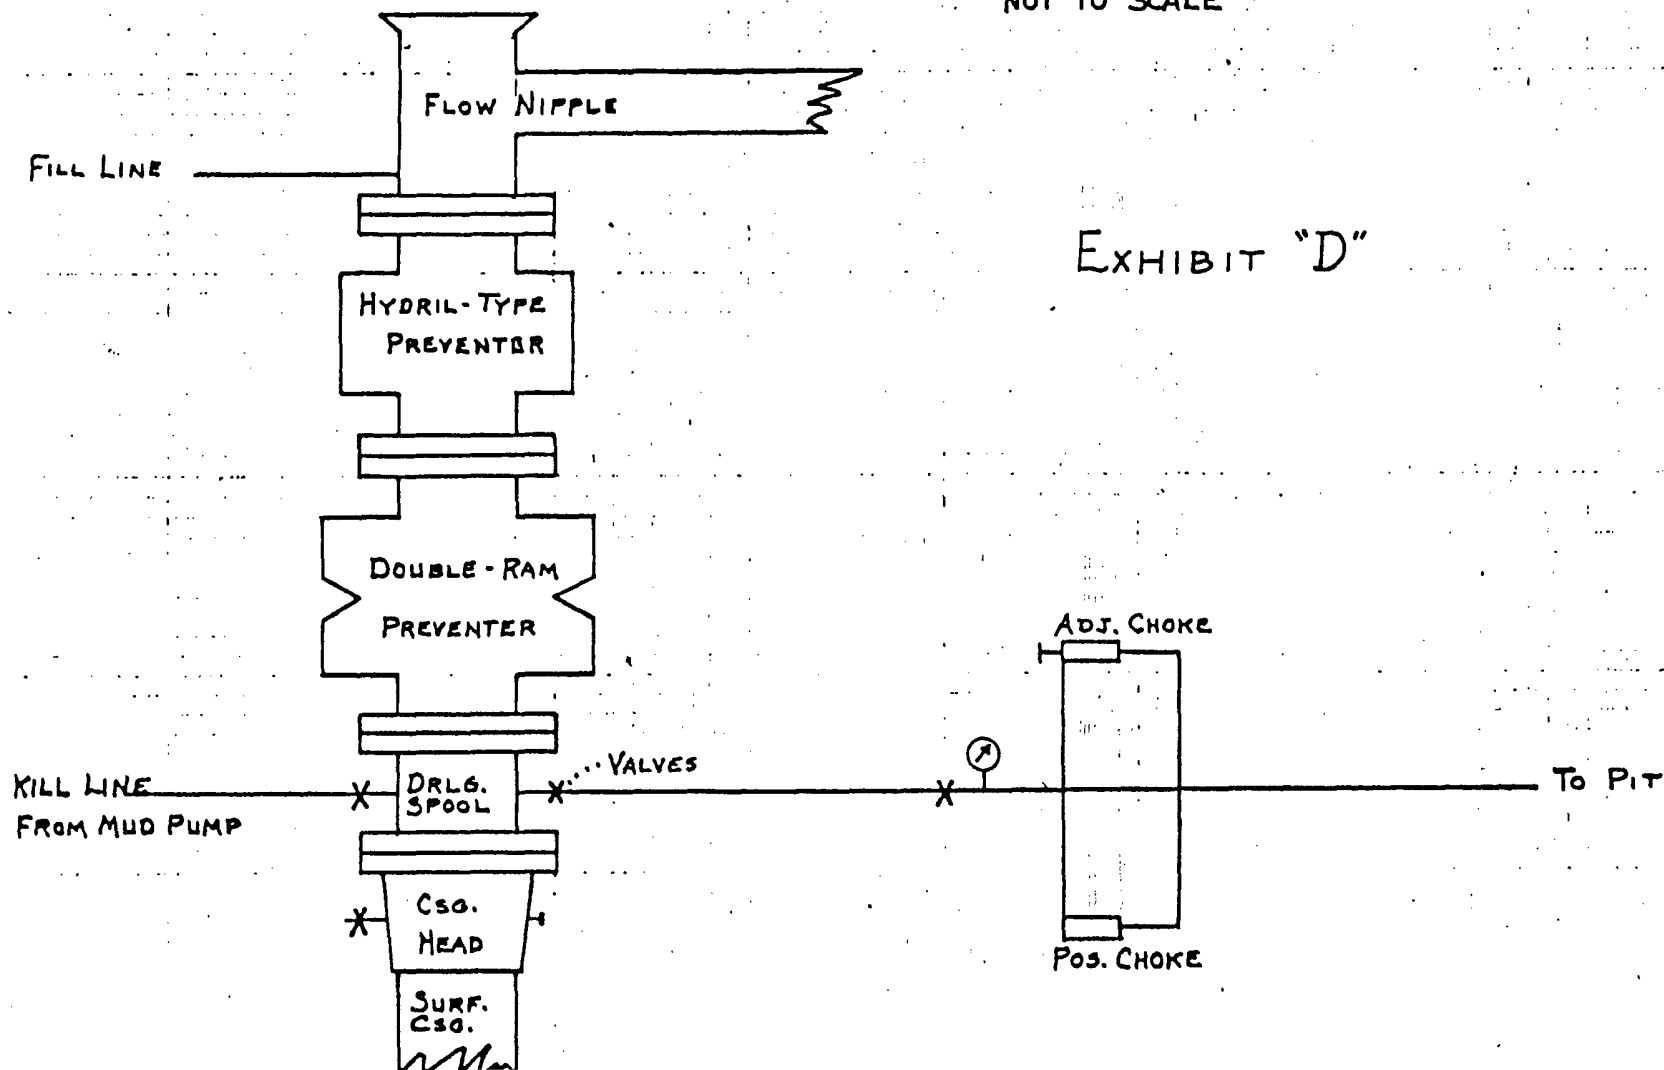 NOT TO SCALE
FLOW NIPPLE
FILL LINE
EXHIBIT "D"
HYDRIL-TYPE
PREVENTER
DOUBLE-RAM
PREVENTER
ADJ. CHOKE
VALVES
KILL LINE
FROM MUD PUMP
DRLG.
SPOOL
TO PIT
CSG.
HEAD
POS. CHOKE
SURF.
CSG.